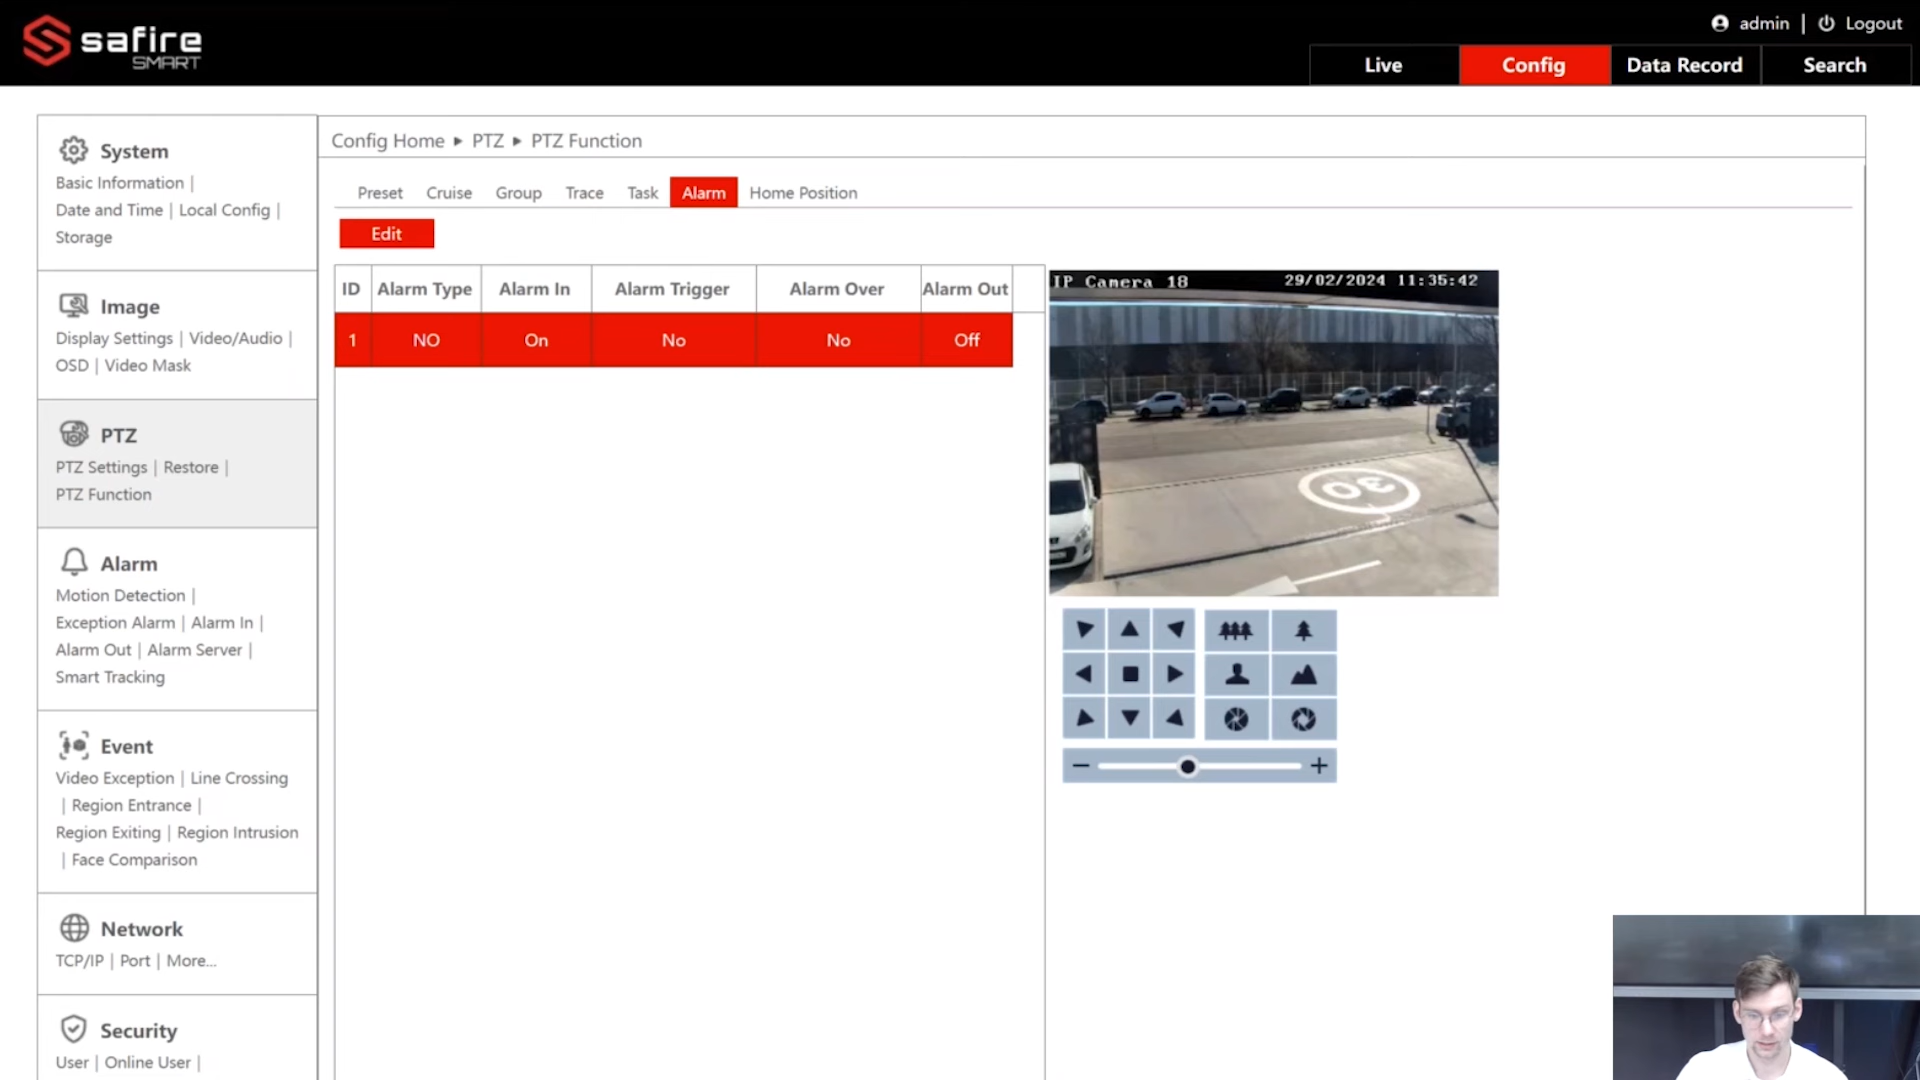 safire
SMART
admin | Logout
Live Config Data Record Search
System
Basic Information |
Date and Time | Local Config |
Storage
Image
Display Settings | Video/Audio |
OSD | Video Mask
PTZ
PTZ Settings | Restore |
PTZ Function
Alarm
Motion Detection |
Exception Alarm | Alarm In |
Alarm Out | Alarm Server |
Smart Tracking
Event
Video Exception | Line Crossing
| Region Entrance |
Region Exiting | Region Intrusion
| Face Comparison
Network
TCP/IP | Port | More...
Security
User | Online User |
Config Home ▸ PTZ ▸ PTZ Function
Preset Cruise Group Trace Task Alarm Home Position
Edit
ID Alarm Type Alarm In Alarm Trigger Alarm Over Alarm Out
1 NO On No No Off
IP Camera 18 29/02/2024 11:35:42
30